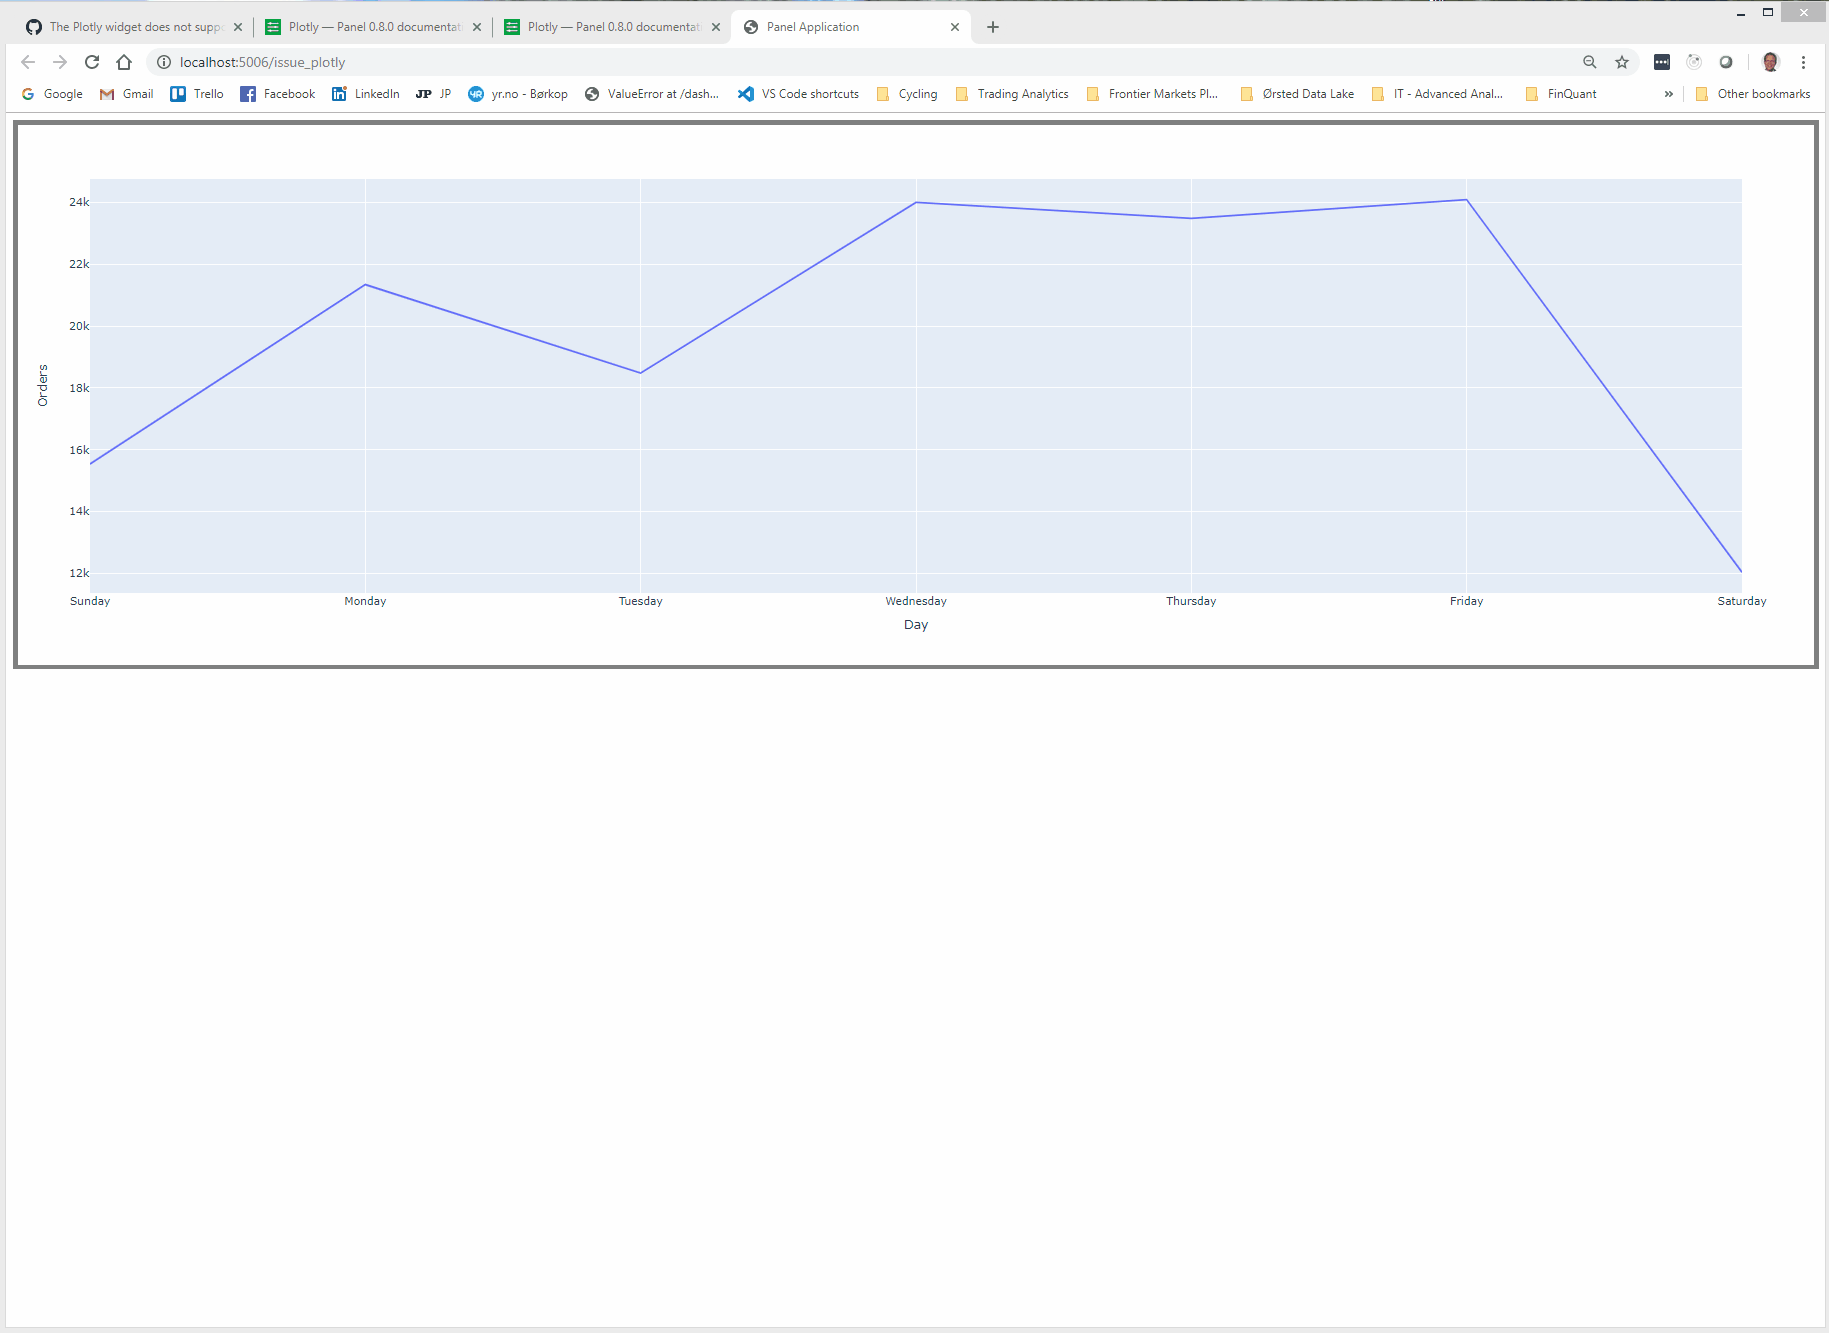 The Plotly widget does not supp
Plotly — Panel 0.8.0 documentat
Plotly — Panel 0.8.0 documentat
Panel Application
localhost:5006/issue_plotly
Google Gmail Trello Facebook LinkedIn JP JP yr.no - Børkop ValueError at /dash... VS Code shortcuts Cycling Trading Analytics Frontier Markets Pl... Ørsted Data Lake IT - Advanced Anal... FinQuant » Other bookmarks
24k
22k
20k
18k
16k
14k
12k
Orders
Sunday Monday Tuesday Wednesday Thursday Friday Saturday
Day